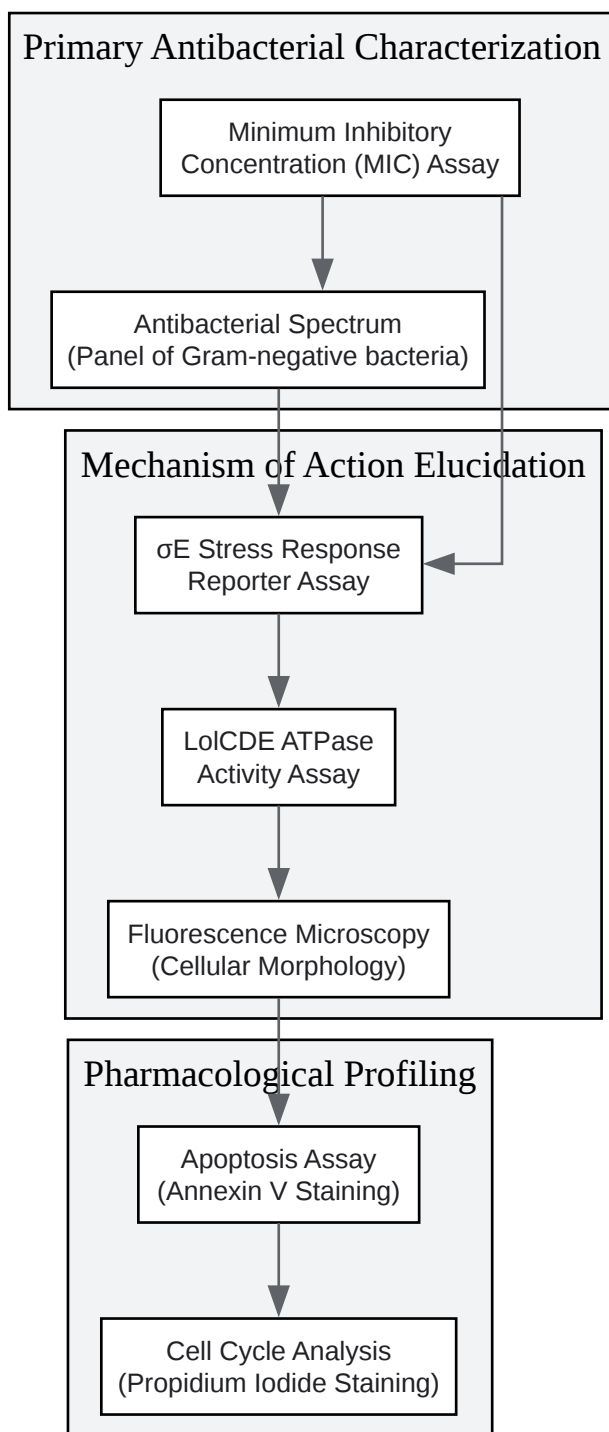 Primary Antibacterial Characterization
Minimum Inhibitory
Concentration (MIC) Assay
Antibacterial Spectrum
(Panel of Gram-negative bacteria)
Mechanism of Action Elucidation
σE Stress Response
Reporter Assay
LolCDE ATPase
Activity Assay
Fluorescence Microscopy
(Cellular Morphology)
Pharmacological Profiling
Apoptosis Assay
(Annexin V Staining)
Cell Cycle Analysis
(Propidium Iodide Staining)